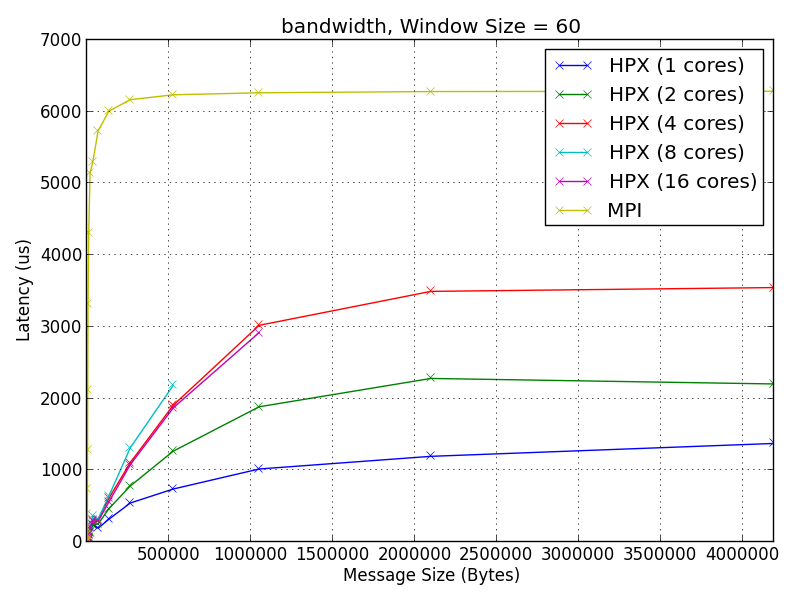 bandwidth, Window Size = 60
7000
6000
5000
4000
3000
2000
1000
0
Latency (us)
HPX (1 cores)
HPX (2 cores)
HPX (4 cores)
HPX (8 cores)
HPX (16 cores)
MPI
500000 1000000 1500000 2000000 2500000 3000000 3500000 4000000
Message Size (Bytes)